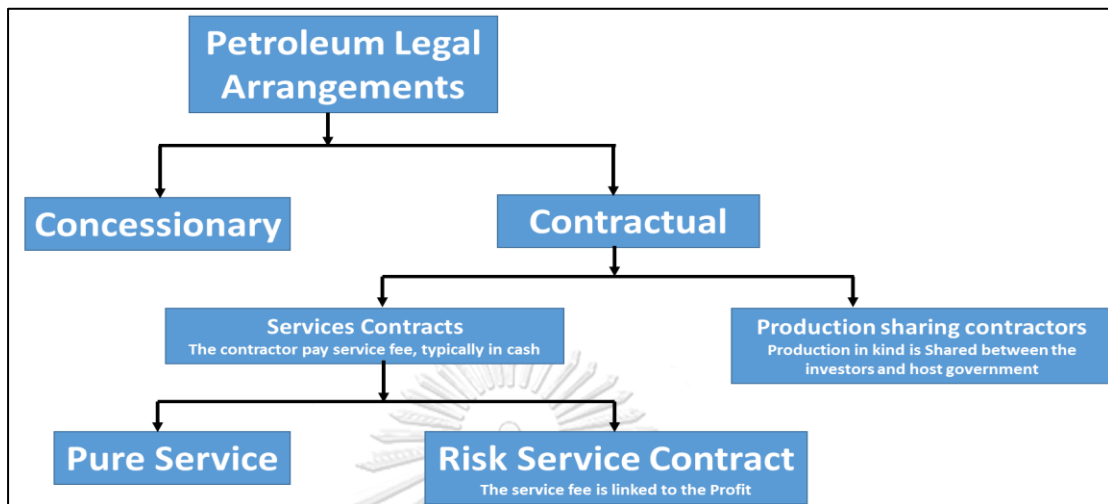 Petroleum Legal
Arrangements
Concessionary
Contractual
Services Contracts
The contractor pay service fee, typically in cash
Production sharing contractors
Production in kind is Shared between the
investors and host government
Pure Service
Risk Service Contract
The service fee is linked to the Profit